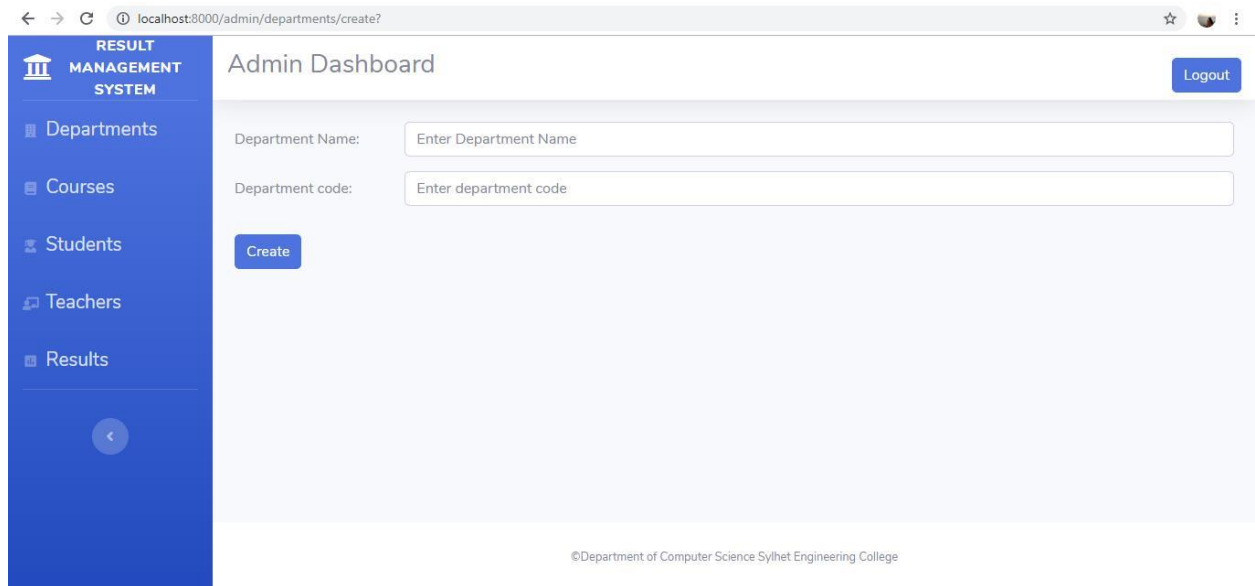 localhost:8000/admin/departments/create?
RESULT
MANAGEMENT
SYSTEM
Admin Dashboard
Logout
Departments
Courses
Students
Teachers
Results
Department Name:
Enter Department Name
Department code:
Enter department code
Create
©Department of Computer Science Sylhet Engineering College